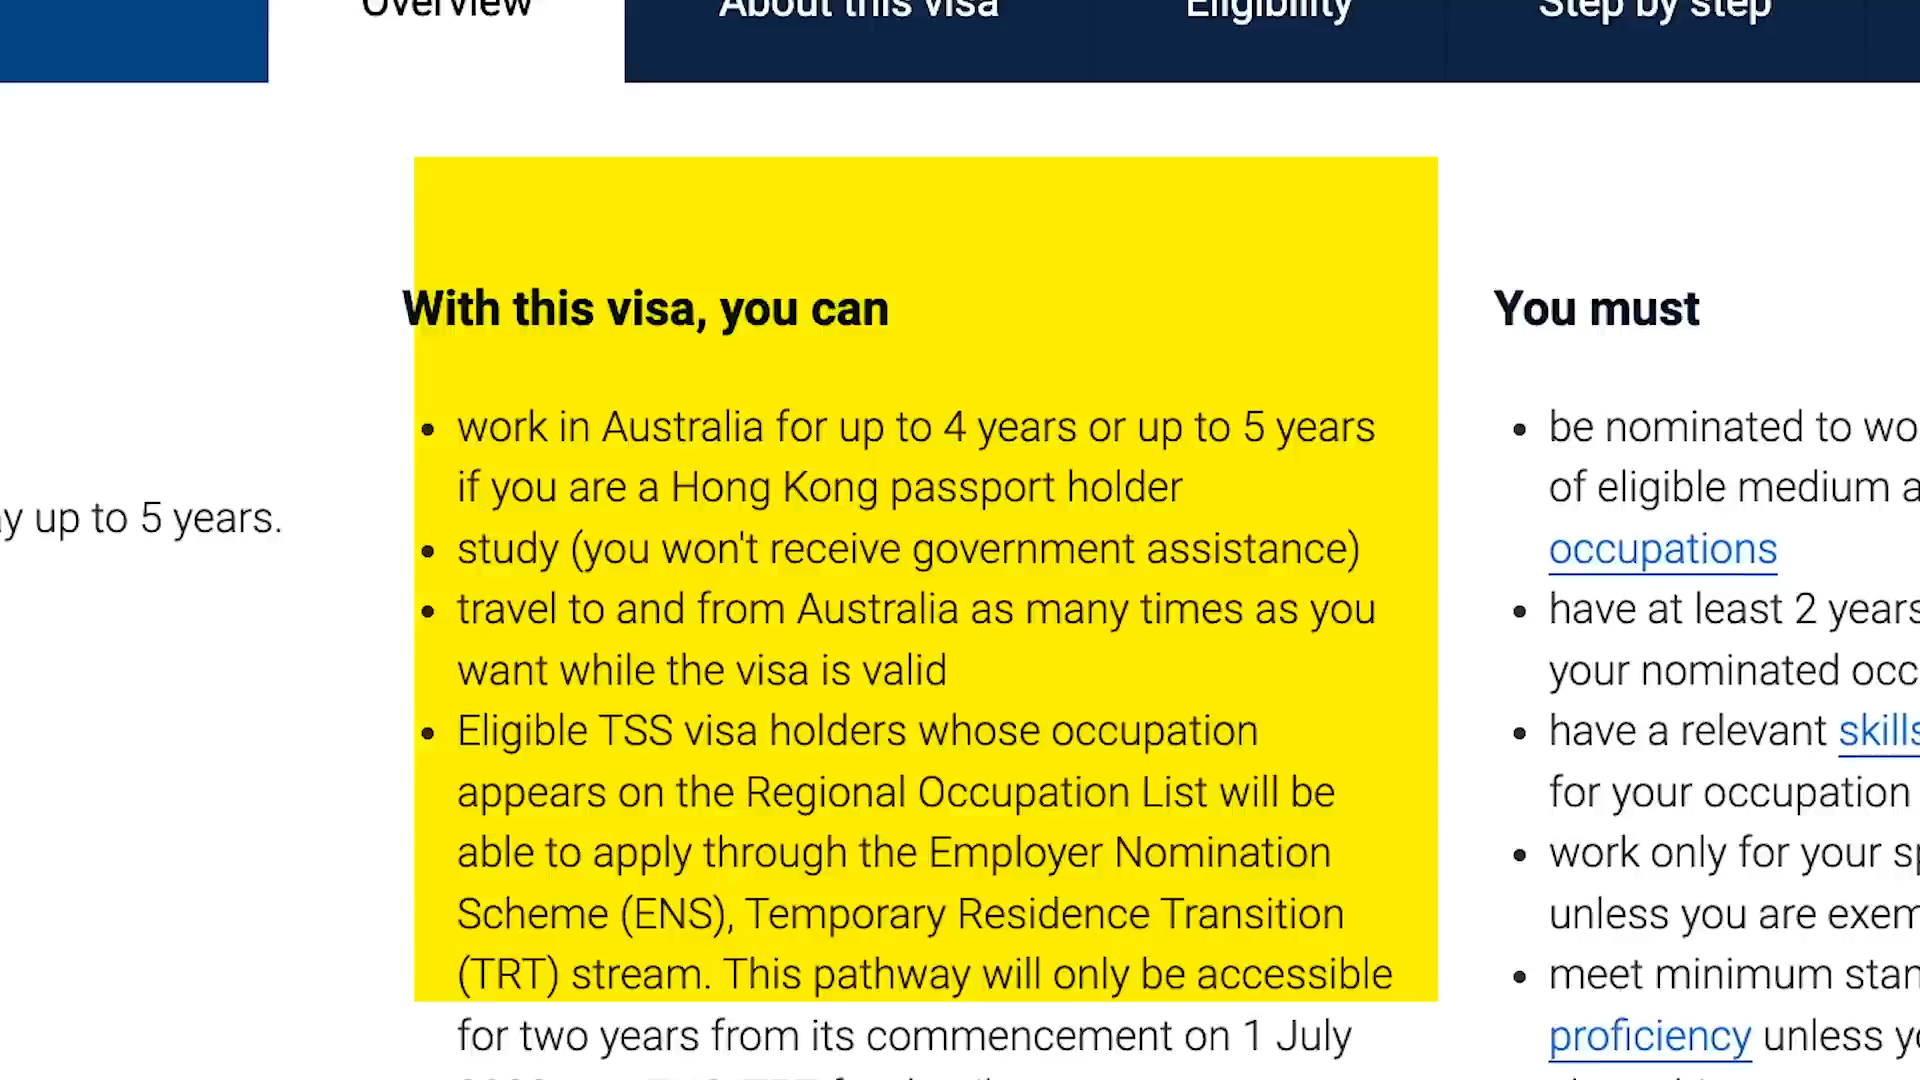 Overview
About this visa
Eligibility
Step by step
y up to 5 years.
With this visa, you can
work in Australia for up to 4 years or up to 5 years
if you are a Hong Kong passport holder
study (you won't receive government assistance)
travel to and from Australia as many times as you
want while the visa is valid
Eligible TSS visa holders whose occupation
appears on the Regional Occupation List will be
able to apply through the Employer Nomination
Scheme (ENS), Temporary Residence Transition
(TRT) stream. This pathway will only be accessible
for two years from its commencement on 1 July
You must
be nominated to wo
of eligible medium a
occupations
have at least 2 years
your nominated occ
have a relevant skills
for your occupation
work only for your sp
unless you are exem
meet minimum stan
proficiency unless yo